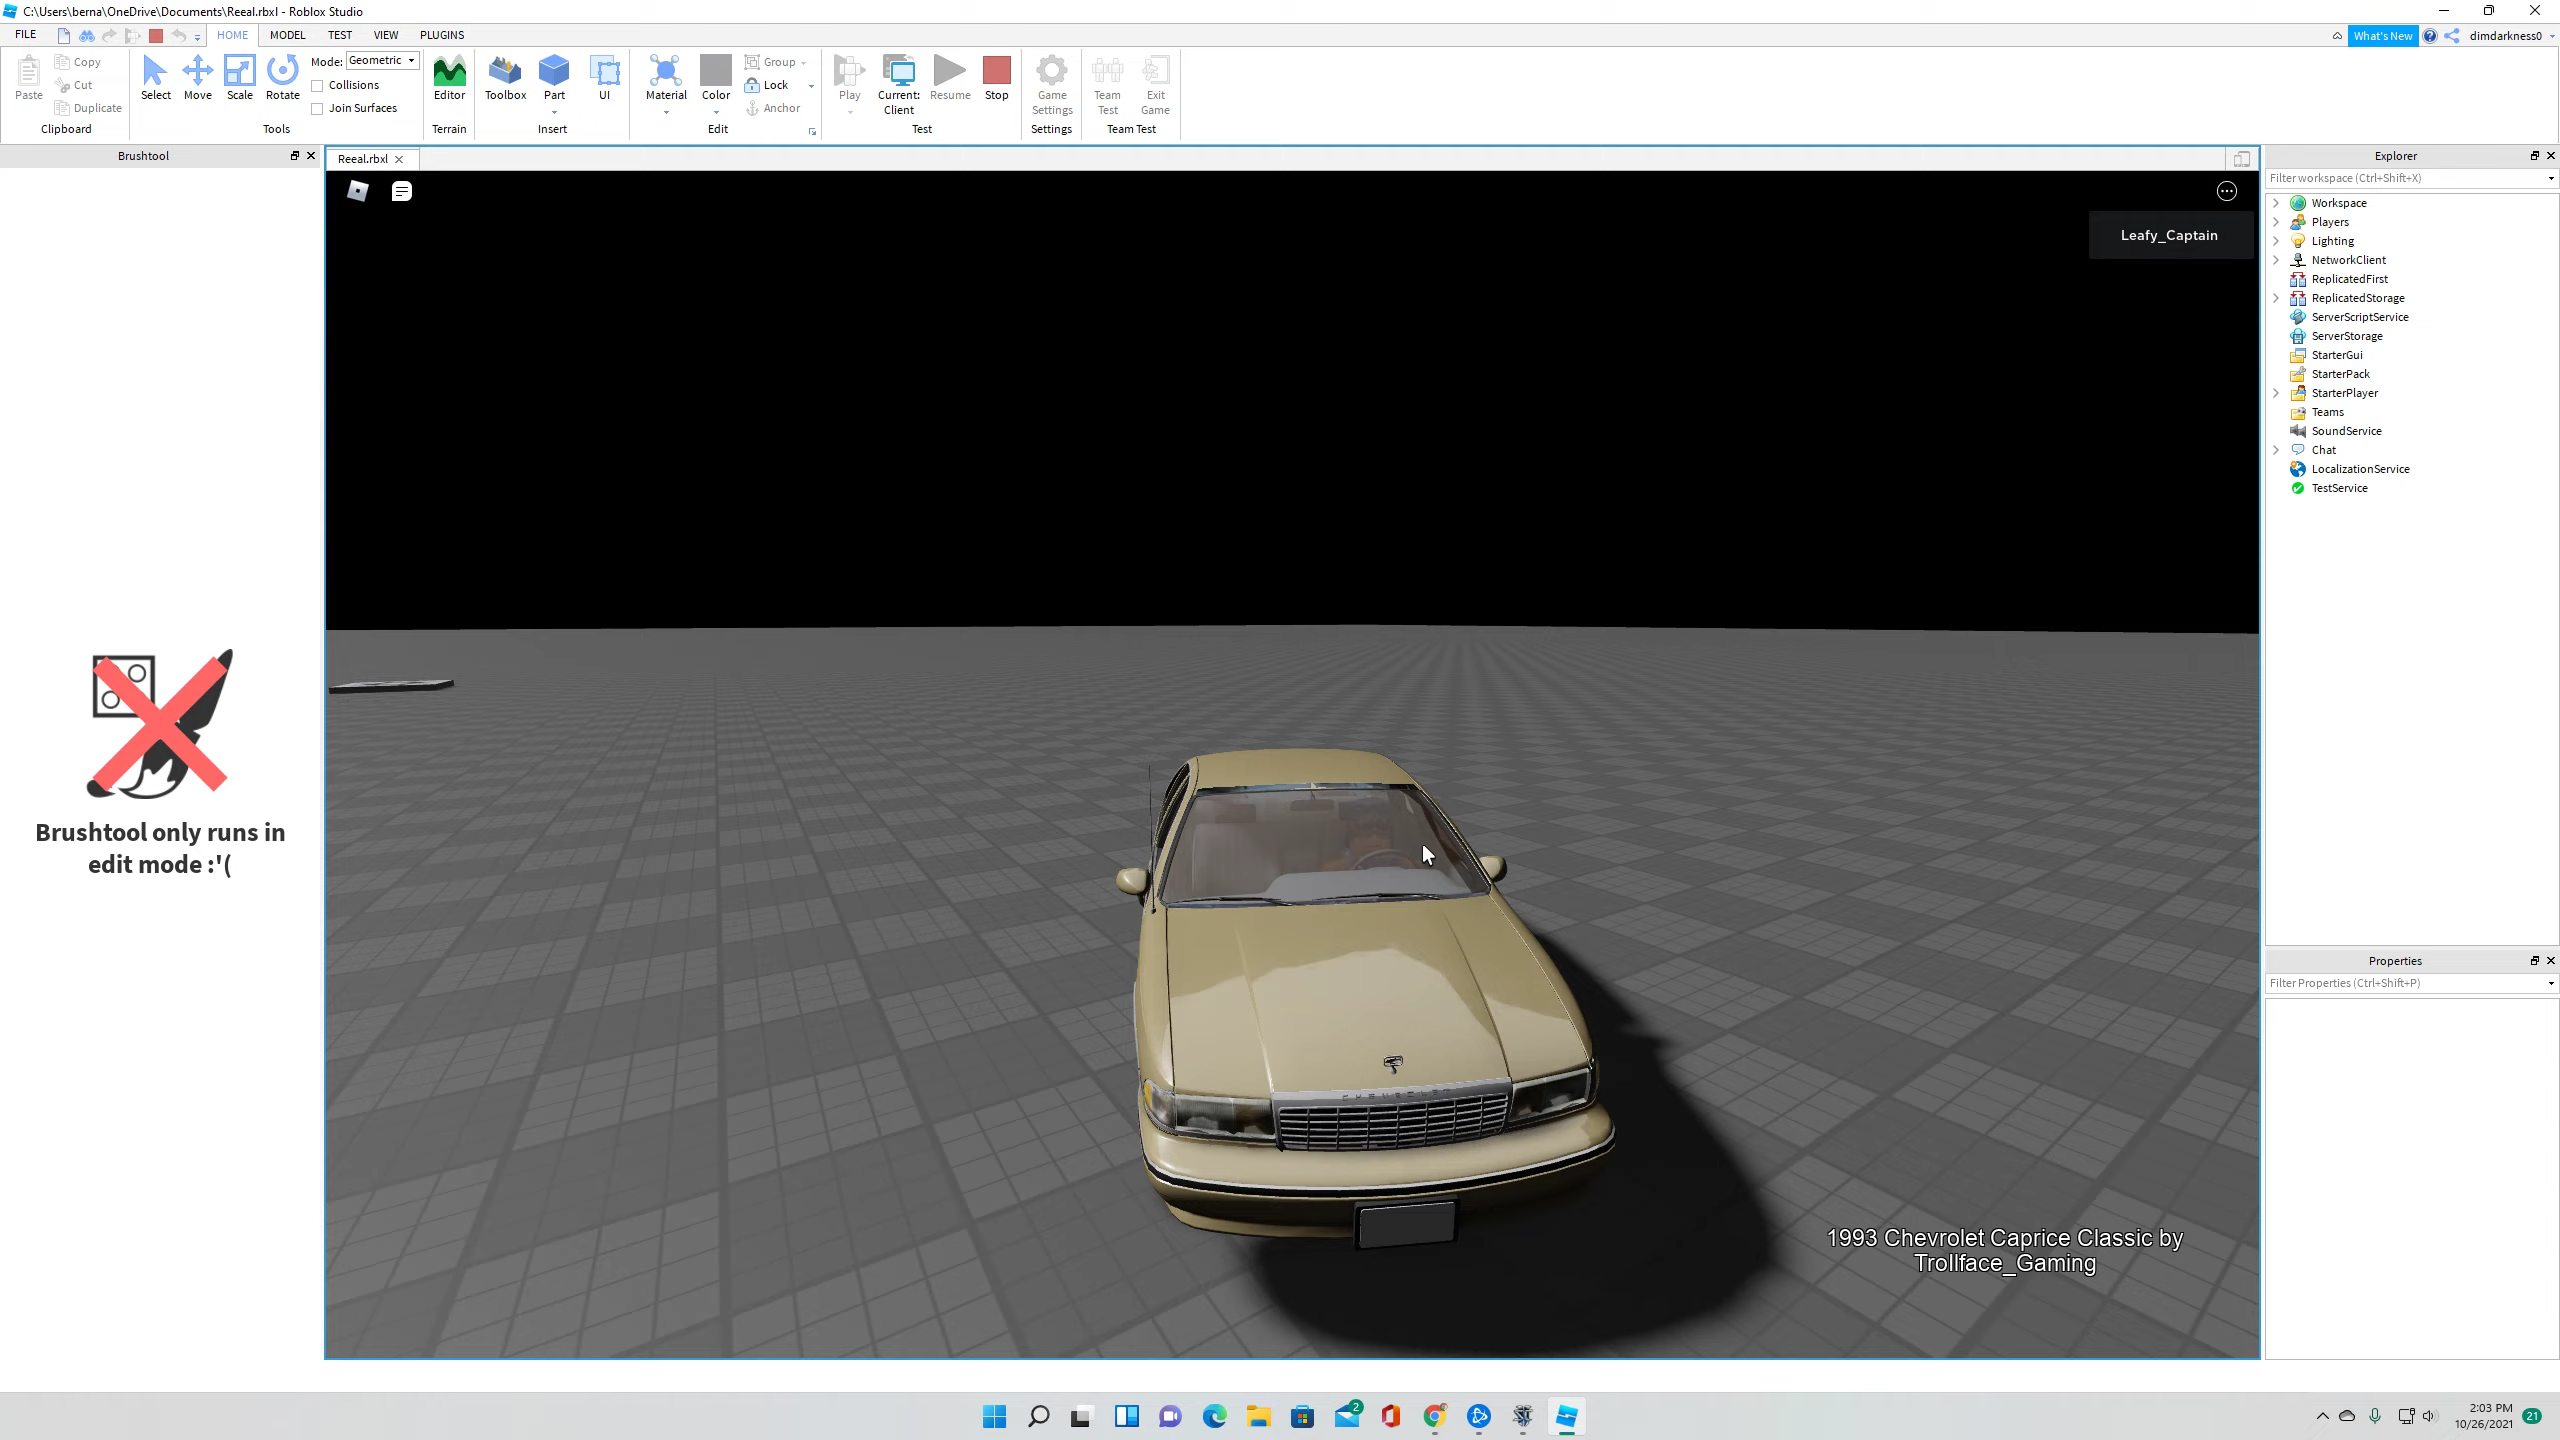 C:\Users\berna\OneDrive\Documents\Reeal.rbxl - Roblox Studio
FILE HOME MODEL TEST VIEW PLUGINS
What's New ? dimdarkness0
Paste
Copy
Cut
Duplicate
Clipboard
Select Move Scale Rotate
Mode: Geometric
Collisions
Join Surfaces
Tools
Editor
Terrain
Toolbox Part UI
Insert
Material Color
Group
Lock
Anchor
Edit
Play
Current:
Client
Resume Stop
Test
Game
Settings
Settings
Team
Test
Exit
Game
Team Test
Brushtool
Brushtool only runs in
edit mode :'(
Reeal.rbxl
Leafy_Captain
CHEVROLET
1993 Chevrolet Caprice Classic by
Trollface_Gaming
Explorer
Filter workspace (Ctrl+Shift+X)
Workspace
Players
Lighting
NetworkClient
ReplicatedFirst
ReplicatedStorage
ServerScriptService
ServerStorage
StarterGui
StarterPack
StarterPlayer
Teams
SoundService
Chat
LocalizationService
TestService
Properties
Filter Properties (Ctrl+Shift+P)
2
2:03 PM
10/26/2021
21